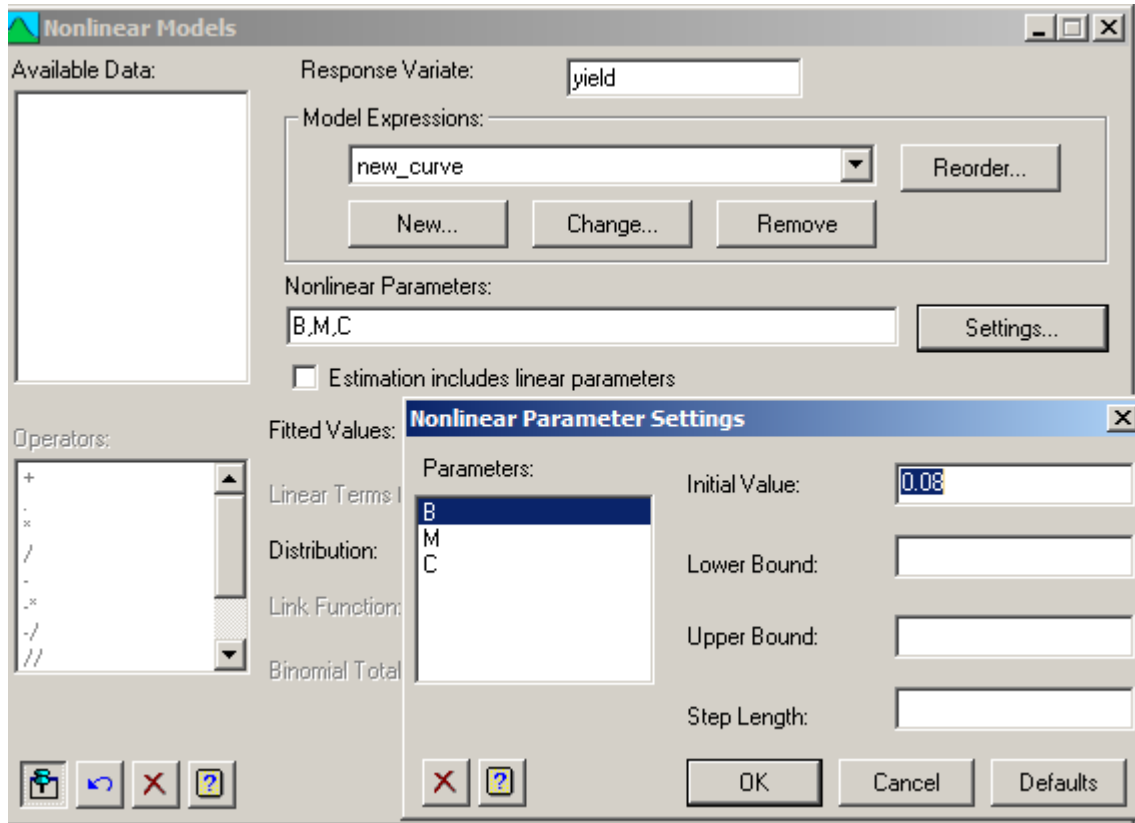 Nonlinear Models
Available Data:
Response Variate:
yield
Model Expressions:
new_curve
Reorder...
New...
Change...
Remove
Nonlinear Parameters:
B,M,C
Settings...
Estimation includes linear parameters
Operators:
+
.
*
/
-
-*
-/
//
Fitted Values:
Linear Terms
Distribution:
Link Function:
Binomial Total
Nonlinear Parameter Settings
Parameters:
B
M
C
Initial Value:
0.08
Lower Bound:
Upper Bound:
Step Length:
OK
Cancel
Defaults